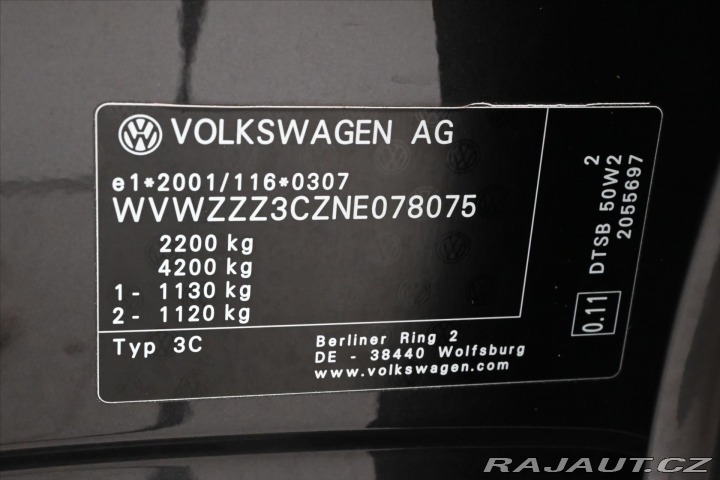 VOLKSWAGEN AG
e1*2001/116*0307
WVWZZZ3CZNE078075
2200 kg
4200 kg
1- 1130 kg
2- 1120 kg
Typ 3C
Berliner Ring 2
DE - 38440 Wolfsburg
www.volkswagen.com
0.11
DTSB 50W2 2
2055697
RAJAUT.CZ